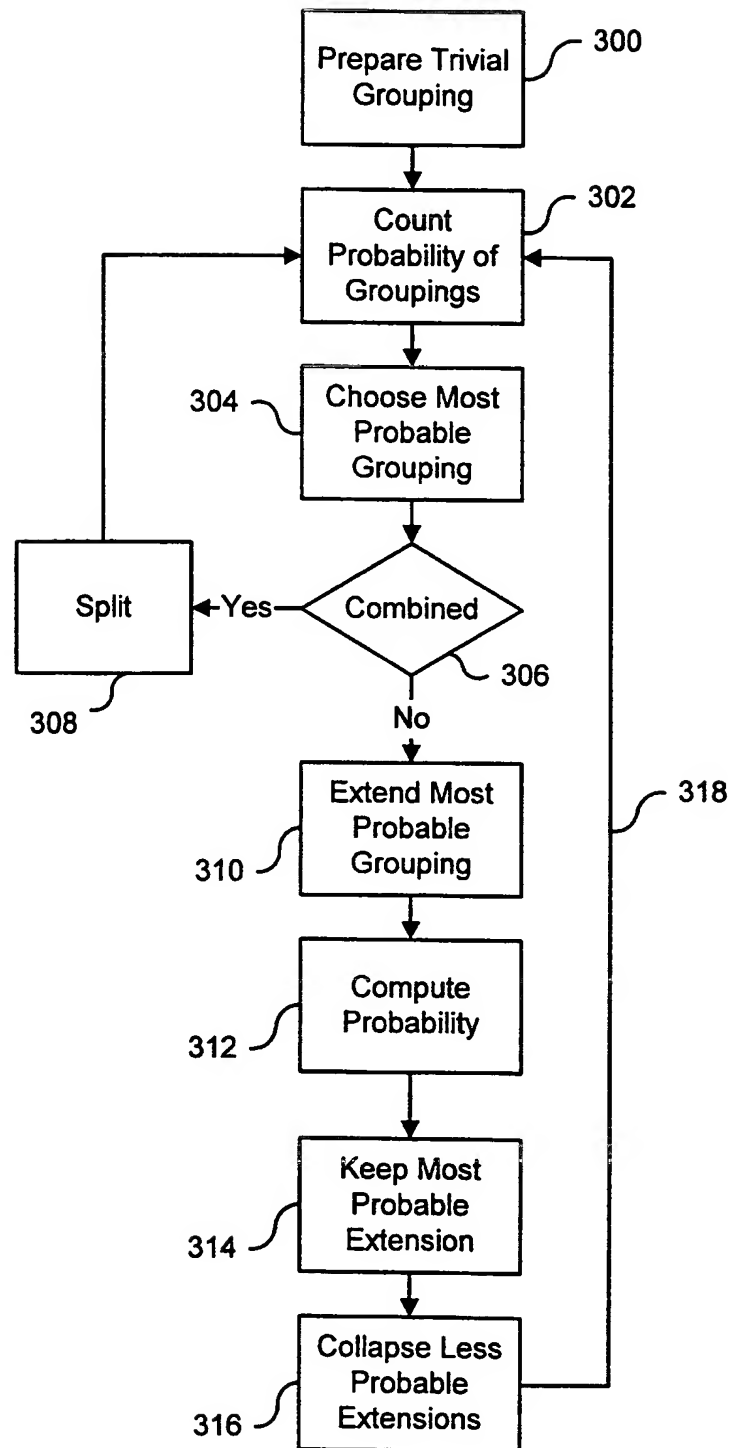 Prepare Trivial
Grouping
300
Count
Probability of
Groupings
302
Choose Most
Probable
Grouping
304
Combined
306
Yes
Split
308
No
Extend Most
Probable
Grouping
310
318
Compute
Probability
312
Keep Most
Probable
Extension
314
Collapse Less
Probable
Extensions
316